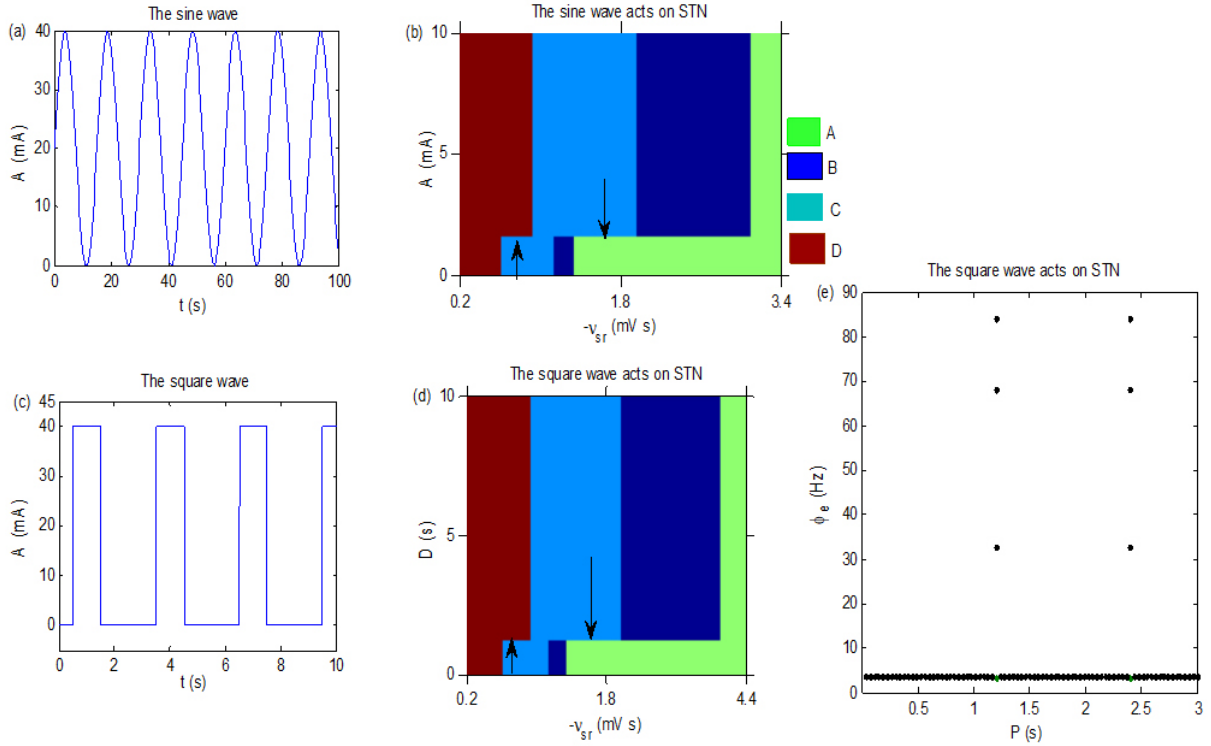 The sine wave
(a)
40
30
20
10
0
A (mA)
0 20 40 60 80 100
t (s)
The sine wave acts on STN
(b)
10
5
0
A (mA)
0.2 1.8 3.4
-νsr (mV s)
A
B
C
D
The square wave
(c)
45
40
30
20
10
0
A (mA)
0 2 4 6 8 10
t (s)
The square wave acts on STN
(d)
10
5
0
D (s)
0.2 1.8 4.4
-νsr (mV s)
The square wave acts on STN
(e)
90
80
70
60
50
40
30
20
10
0
ϕe (Hz)
0.5 1 1.5 2 2.5 3
P (s)